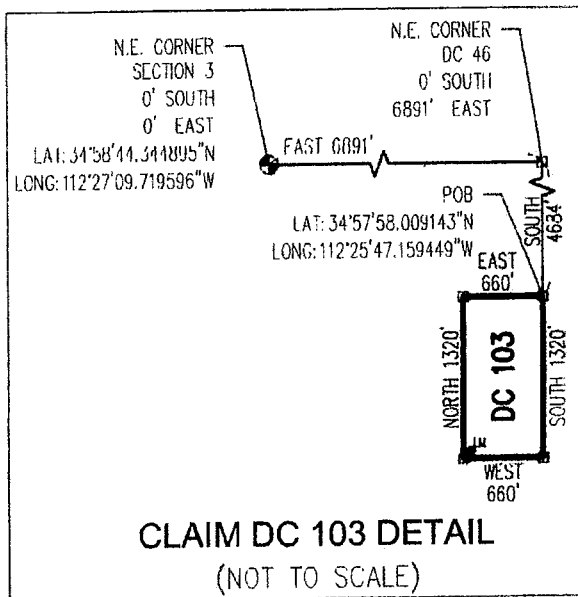 N.E. CORNER
SECTION 3
0' SOUTH
0' EAST
LAT: 34°58'44.344895"N
LONG: 112°27'09.719596"W
N.E. CORNER
DC 46
0' SOUTH
6891' EAST
EAST 6891'
POB
LAT: 34°57'58.009143"N
LONG: 112°25'47.159449"W
SOUTH
4684'
EAST
660'
NORTH 1320'
DC 103
SOUTH 1320'
LM
WEST
660'
CLAIM DC 103 DETAIL
(NOT TO SCALE)